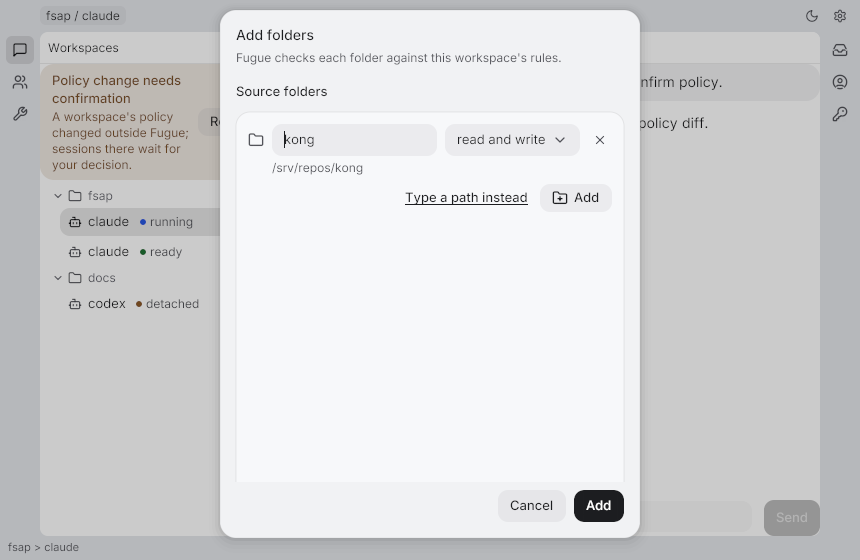 fsap / claude
Workspaces
Policy change needs
confirmation
A workspace's policy
changed outside Fugue;
sessions there wait for
your decision.
fsap
claude running
claude ready
docs
codex detached
Add folders
Fugue checks each folder against this workspace's rules.
Source folders
kong
read and write
/srv/repos/kong
Type a path instead
Add
Cancel
Add
nfirm policy.
policy diff.
Send
fsap > claude